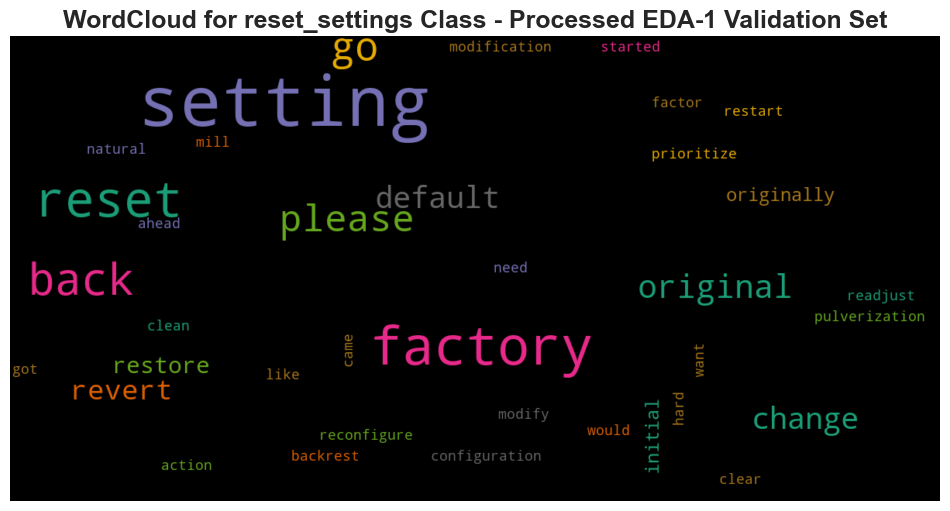 WordCloud for reset_settings Class - Processed EDA-1 Validation Set
go
modification
started
setting
factor
restart
mill
natural
prioritize
reset
default
originally
please
ahead
back
need
original
readjust
pulverization
clean
factory
came
want
restore
got
like
revert
hard
modify
change
initial
would
reconfigure
backrest
configuration
action
clear